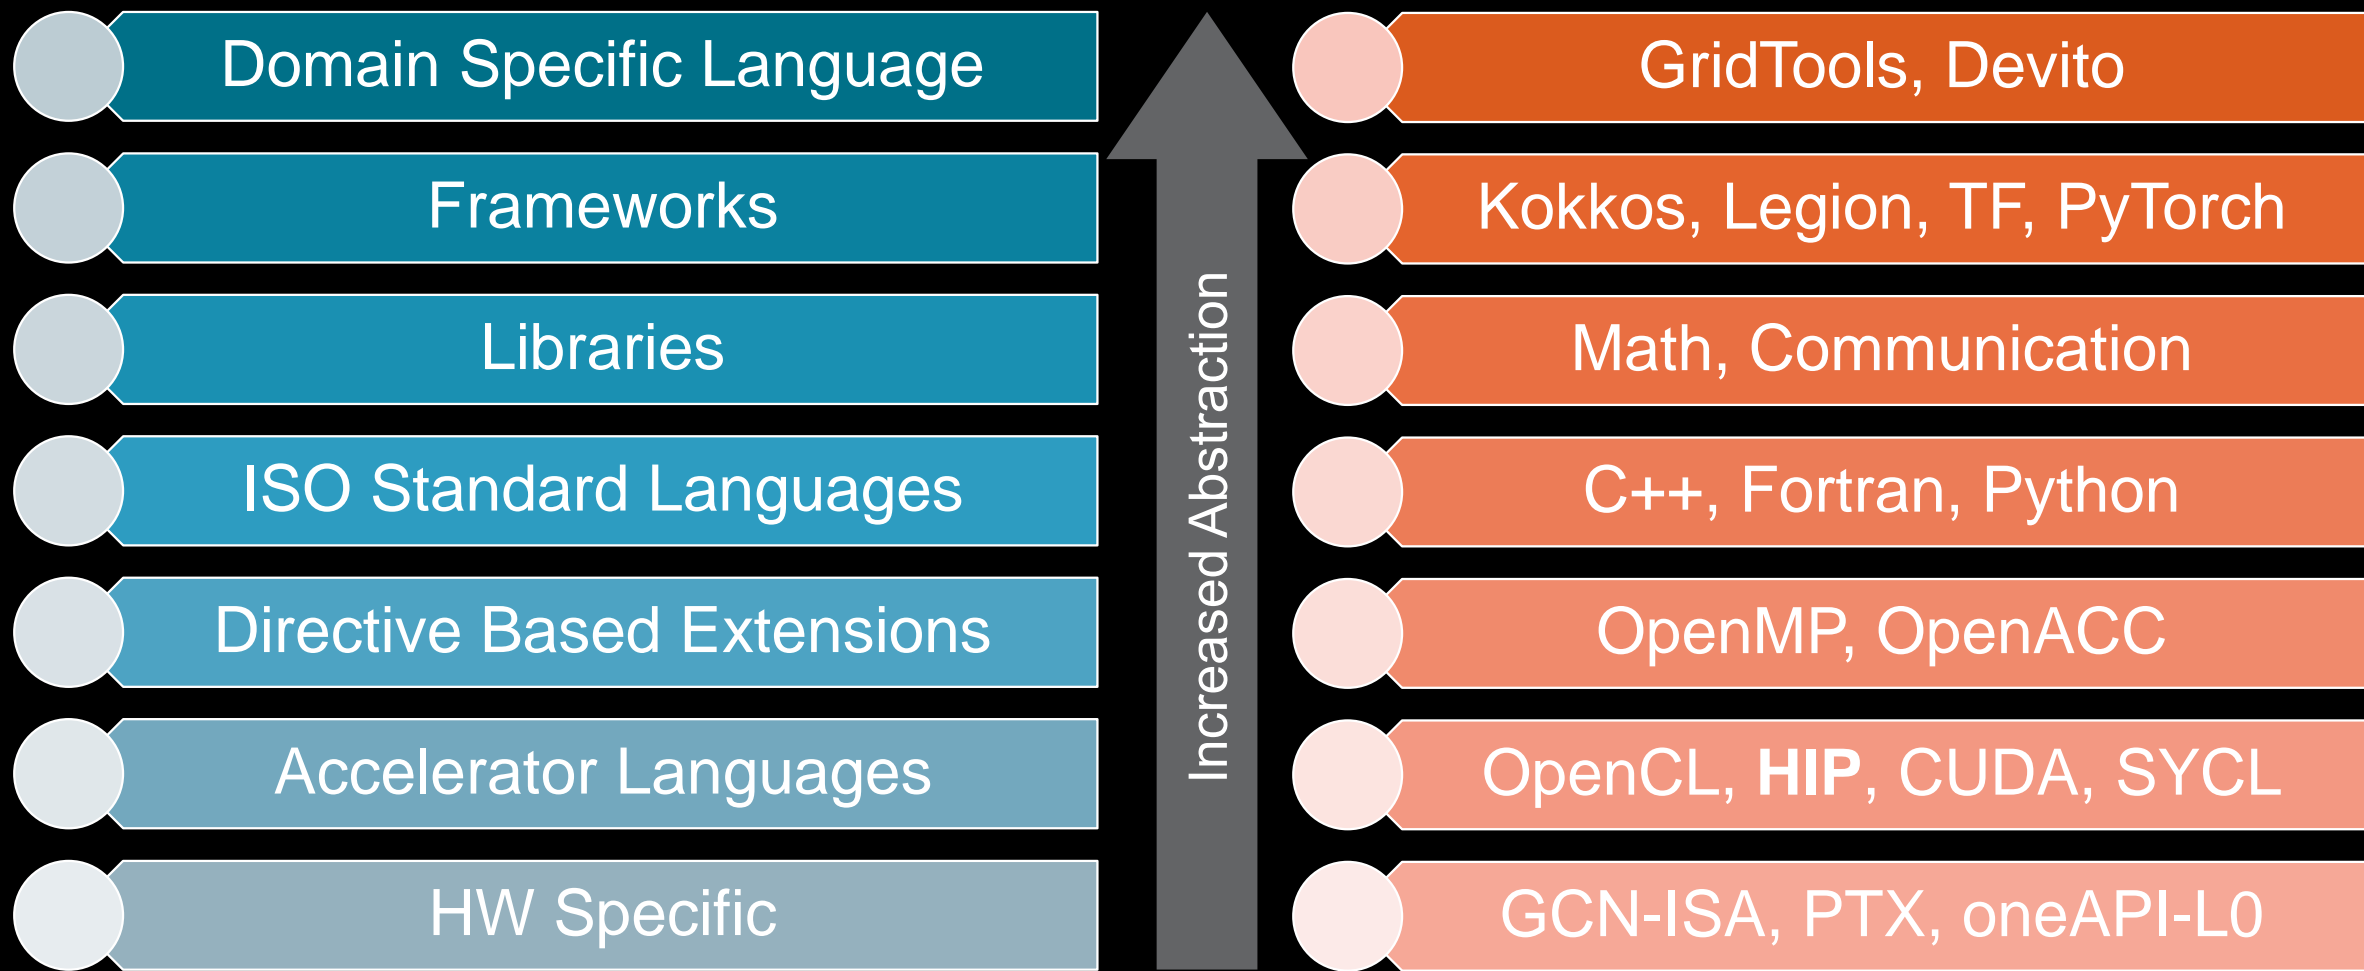 Domain Specific Language
Frameworks
Libraries
ISO Standard Languages
Directive Based Extensions
Accelerator Languages
HW Specific
Increased Abstraction
GridTools, Devito
Kokkos, Legion, TF, PyTorch
Math, Communication
C++, Fortran, Python
OpenMP, OpenACC
OpenCL, HIP, CUDA, SYCL
GCN-ISA, PTX, oneAPI-L0